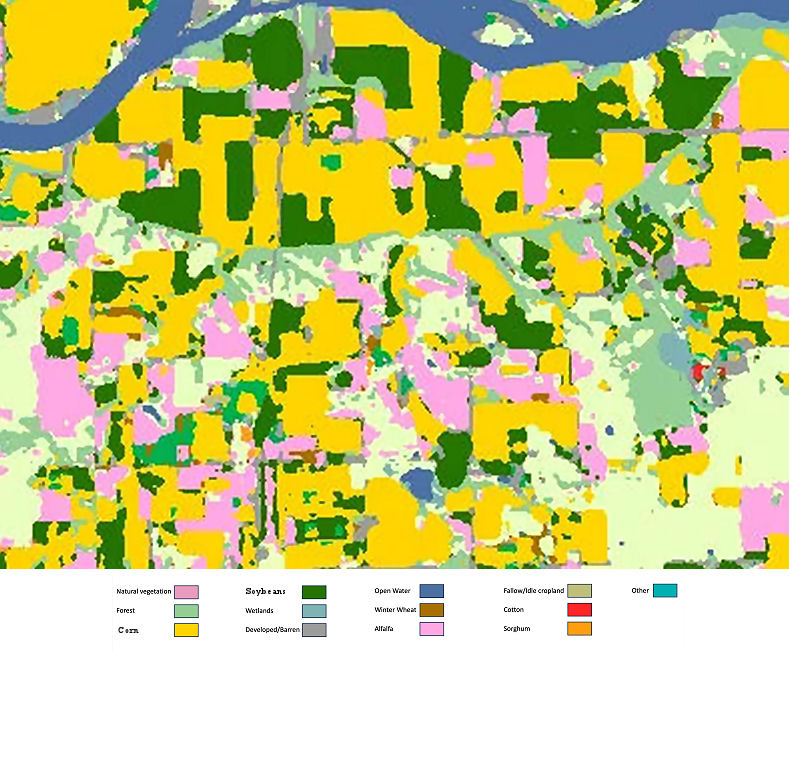 Natural vegetation
Soybeans
Open Water
Fallow/Idle cropland
Other
Forest
Wetlands
Winter Wheat
Cotton
Corn
Developed/Barren
Alfalfa
Sorghum